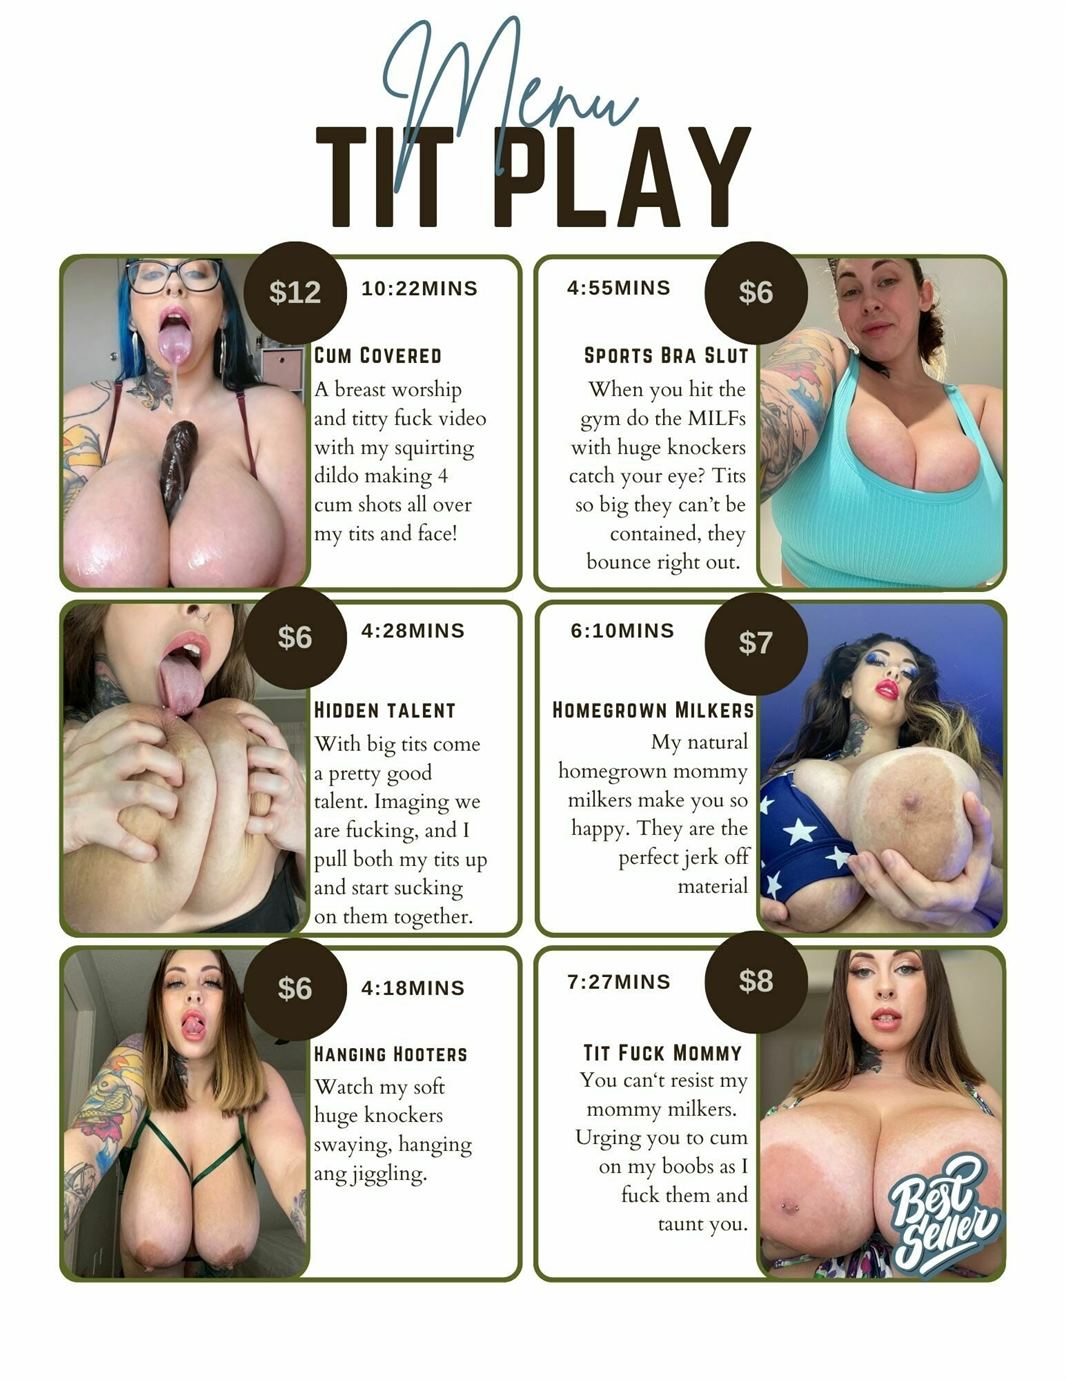 Menu
TIT PLAY
$12
10:22MINS
CUM COVERED
A breast worship
and titty fuck video
with my squirting
dildo making 4
cum shots all over
my tits and face!
4:55MINS
$6
SPORTS BRA SLUT
When you hit the
gym do the MILFs
with huge knockers
catch your eye? Tits
so big they can’t be
contained, they
bounce right out.
$6
4:28MINS
HIDDEN TALENT
With big tits come
a pretty good
talent. Imaging we
are fucking, and I
pull both my tits up
and start sucking
on them together.
6:10MINS
$7
HOMEGROWN MILKERS
My natural
homegrown mommy
milkers make you so
happy. They are the
perfect jerk off
material
$6
4:18MINS
HANGING HOOTERS
Watch my soft
huge knockers
swaying, hanging
ang jiggling.
7:27MINS
$8
TIT FUCK MOMMY
You can‘t resist my
mommy milkers.
Urging you to cum
on my boobs as I
fuck them and
taunt you.
Best
Seller